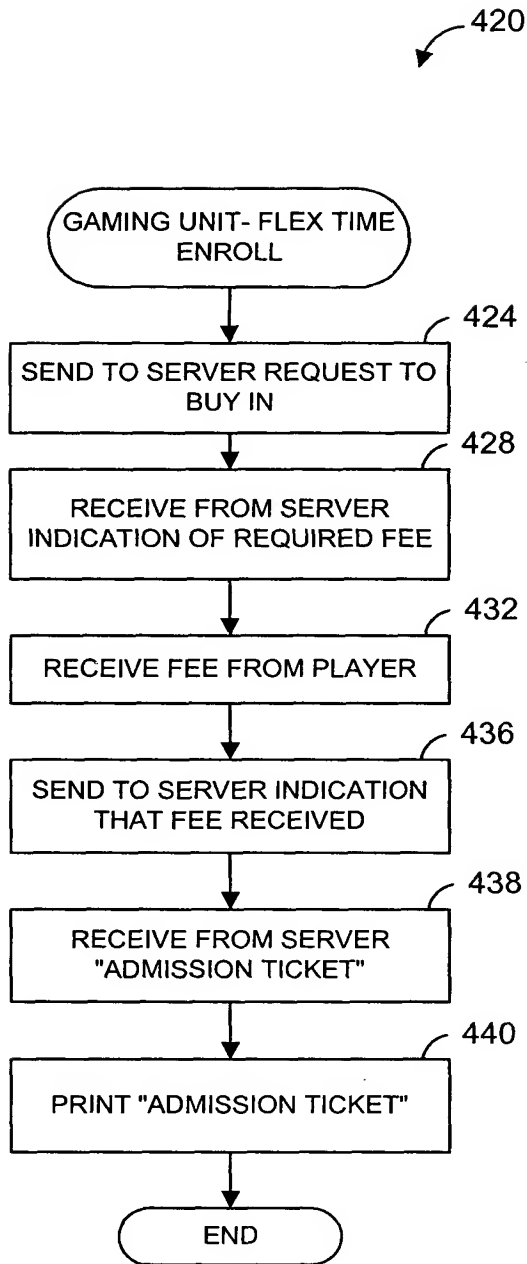 420
GAMING UNIT- FLEX TIME
ENROLL
424
SEND TO SERVER REQUEST TO
BUY IN
428
RECEIVE FROM SERVER
INDICATION OF REQUIRED FEE
432
RECEIVE FEE FROM PLAYER
436
SEND TO SERVER INDICATION
THAT FEE RECEIVED
438
RECEIVE FROM SERVER
"ADMISSION TICKET"
440
PRINT "ADMISSION TICKET"
END